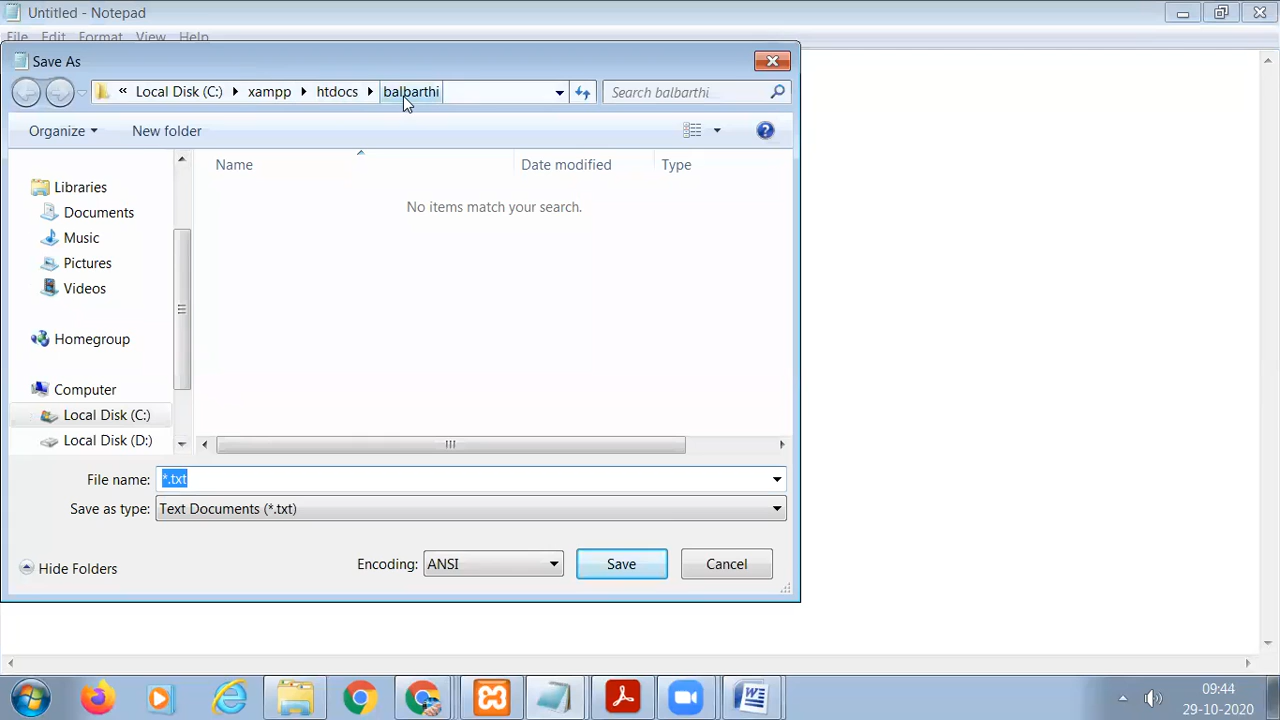 Untitled - Notepad
File Edit Format View Help
Save As
« Local Disk (C:) xampp htdocs balbarthi
Search balbarthi
Organize New folder
Name Date modified Type
No items match your search.
Libraries
Documents
Music
Pictures
Videos
Homegroup
Computer
Local Disk (C:)
Local Disk (D:)
File name: *.txt
Save as type: Text Documents (*.txt)
Hide Folders
Encoding: ANSI Save Cancel
09:44
29-10-2020